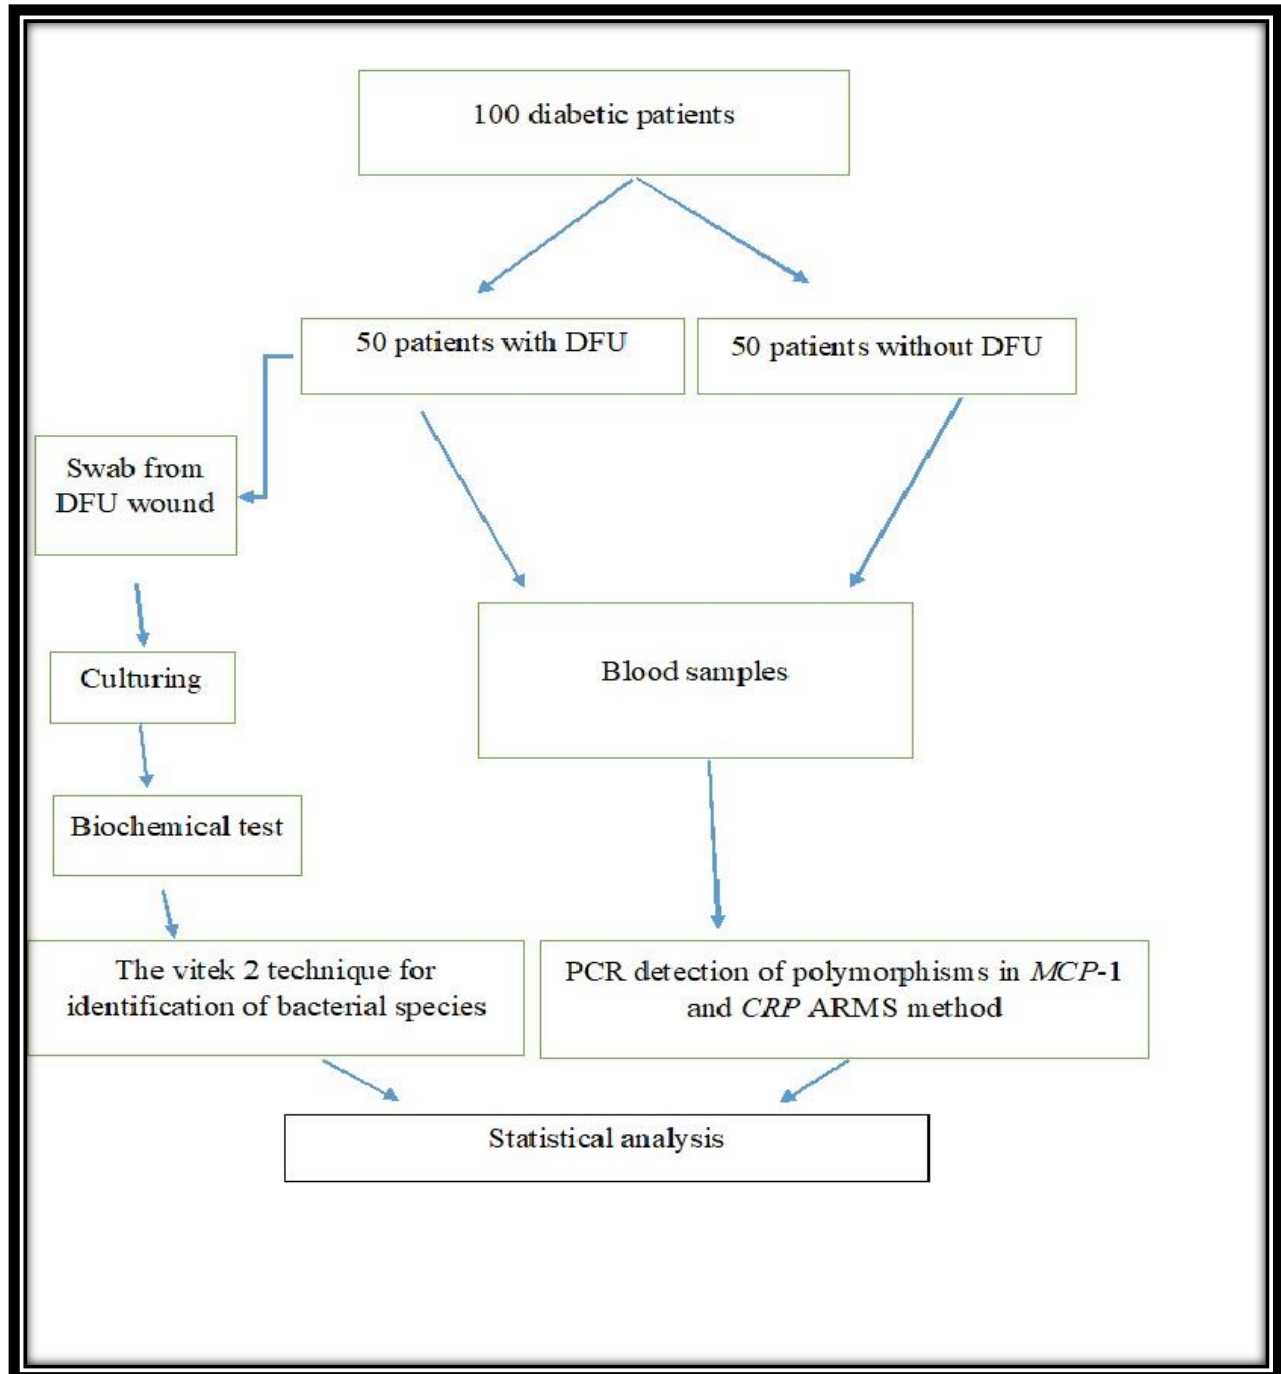 100 diabetic patients
50 patients with DFU
50 patients without DFU
Swab from
DFU wound
Blood samples
Culturing
Biochemical test
The vitek 2 technique for
identification of bacterial species
PCR detection of polymorphisms in MCP-1
and CRP ARMS method
Statistical analysis